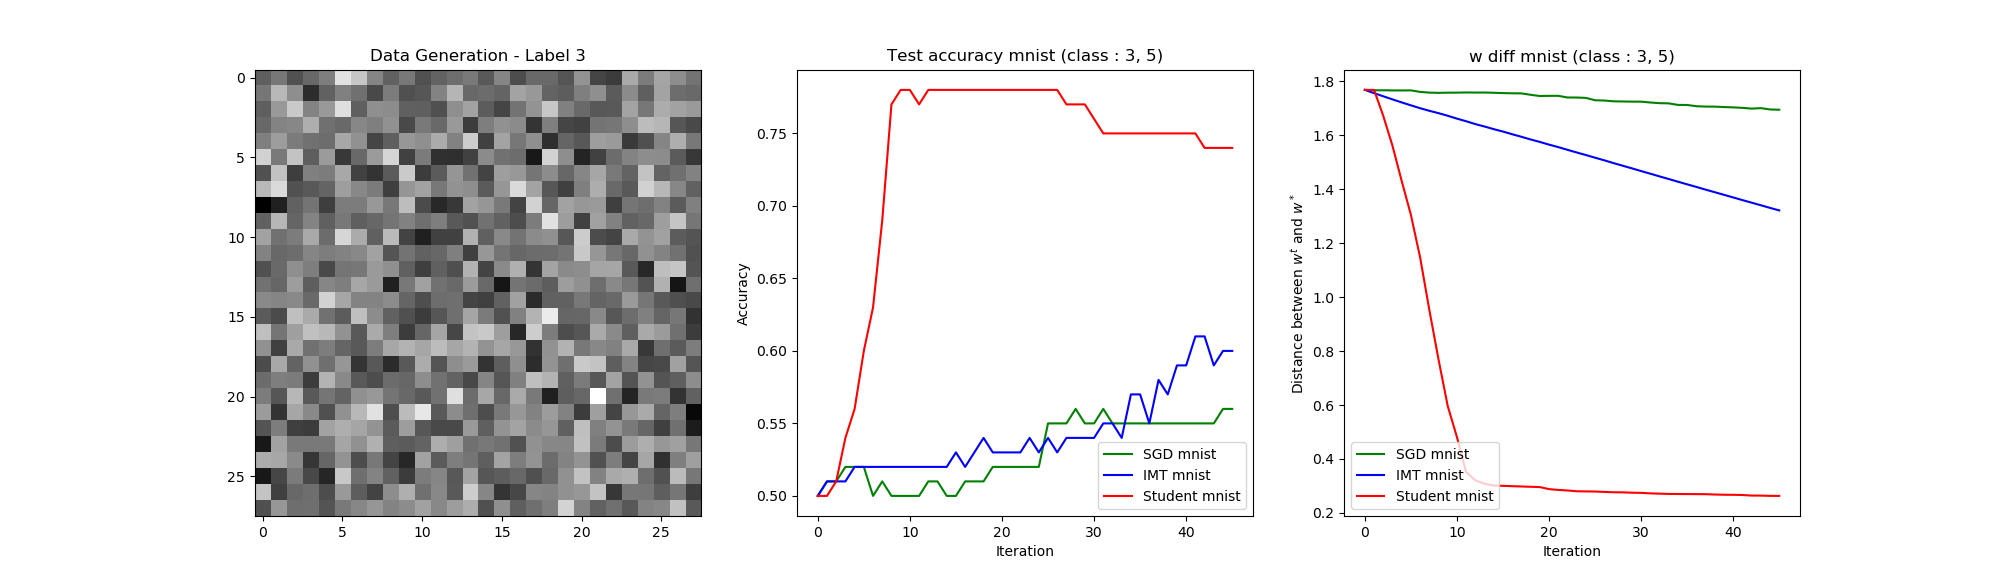 Data Generation - Label 3
0
5
10
15
20
25
0 5 10 15 20 25
Test accuracy mnist (class : 3, 5)
Accuracy
0.75
0.70
0.65
0.60
0.55
0.50
SGD mnist
IMT mnist
Student mnist
0 10 20 30 40
Iteration
w diff mnist (class : 3, 5)
Distance between w^t and w^*
1.8
1.6
1.4
1.2
1.0
0.8
0.6
0.4
0.2
SGD mnist
IMT mnist
Student mnist
0 10 20 30 40
Iteration